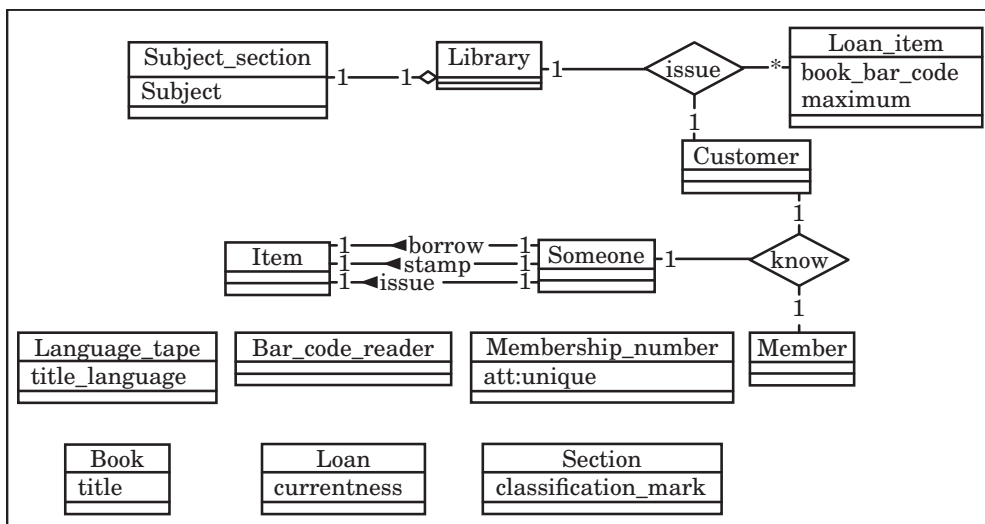 Subject_section
Subject
1 1
Library
1
issue
*
Loan_item
book_bar_code
maximum
1
Customer
1
Item
1 borrow 1
1 stamp 1
1 issue 1
Someone
1
know
1
Language_tape
title_language
Bar_code_reader
Membership_number
att:unique
Member
Book
title
Loan
currentness
Section
classification_mark